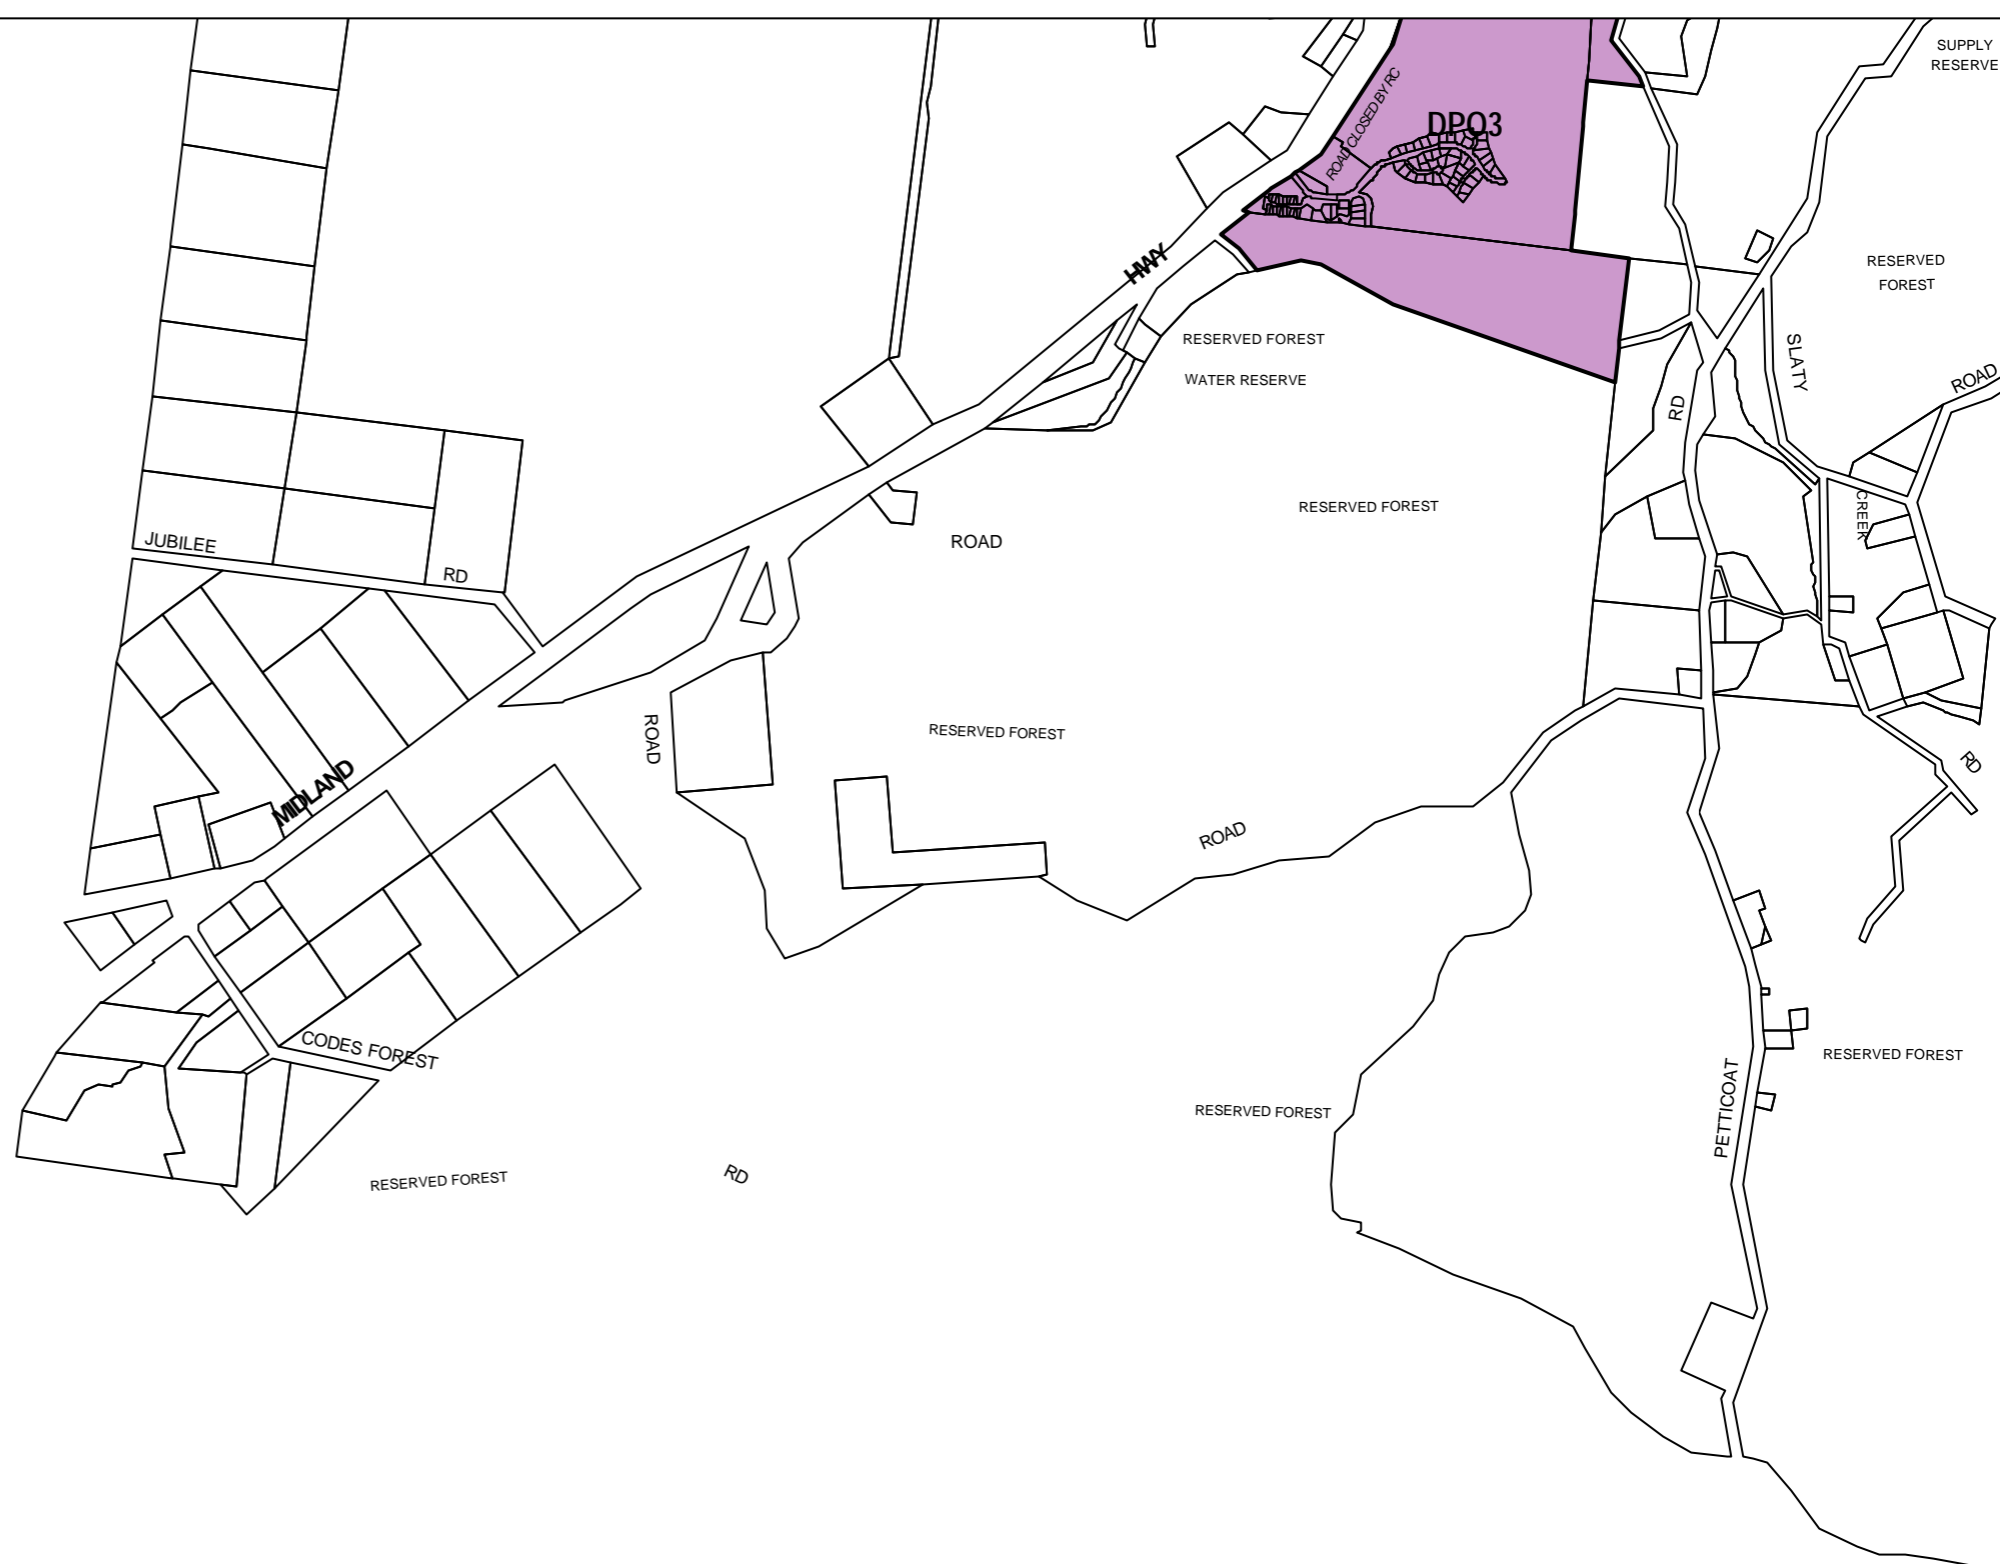 SUPPLY
RESERVE
ROAD CLOSED BY RC
DPO3
HWY
RESERVED
FOREST
RESERVED FOREST
WATER RESERVE
SLATY
ROAD
RD
RESERVED FOREST
CREEK
JUBILEE
RD
ROAD
ROAD
RESERVED FOREST
RD
MIDLAND
ROAD
CODES FOREST
RESERVED FOREST
PETTICOAT
RESERVED FOREST
RESERVED FOREST
RD